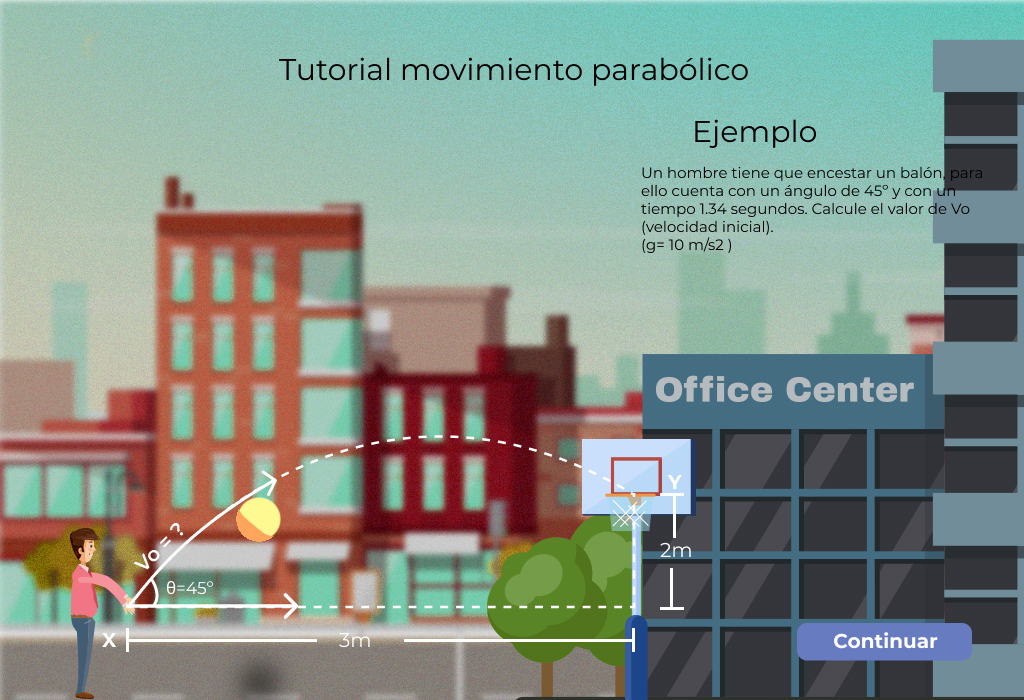 Tutorial movimiento parabólico
Ejemplo
Un hombre tiene que encestar un balón, para
ello cuenta con un ángulo de 45º y con un
tiempo 1.34 segundos. Calcule el valor de Vo
(velocidad inicial).
(g= 10 m/s2 )
Office Center
Y
Vo = ?
2m
θ=45º
X
3m
Continuar